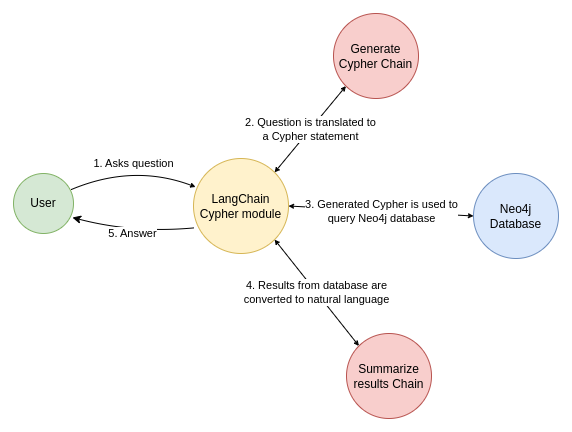 Generate
Cypher Chain
2. Question is translated to
a Cypher statement
1. Asks question
User
LangChain
Cypher module
3. Generated Cypher is used to
query Neo4j database
Neo4j
Database
5. Answer
4. Results from database are
converted to natural language
Summarize
results Chain